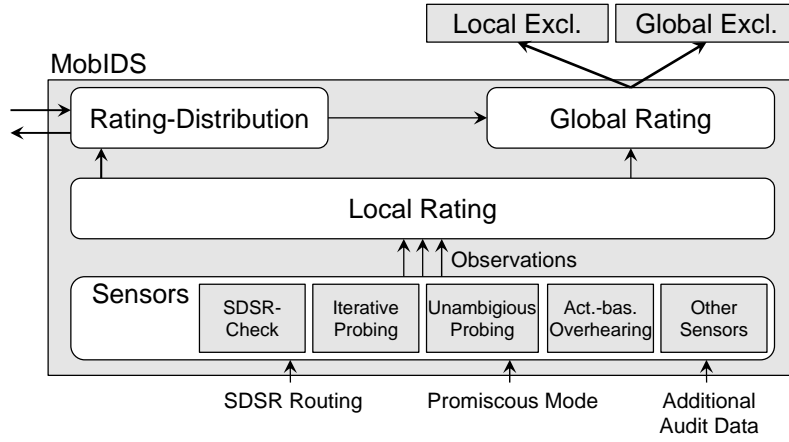 Local Excl. Global Excl.
MobIDS
Rating-Distribution Global Rating
Local Rating
Observations
Sensors
SDSR-
Check
Iterative
Probing
Unambigious
Probing
Act.-bas.
Overhearing
Other
Sensors
SDSR Routing Promiscous Mode Additional
Audit Data